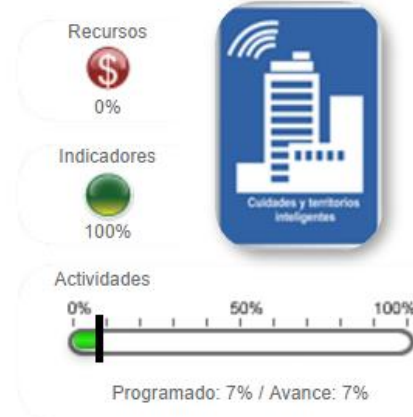 Recursos
$
0%
Indicadores
100%
Cuidades y territorios
inteligentes
Actividades
0% 50% 100%
Programado: 7% / Avance: 7%